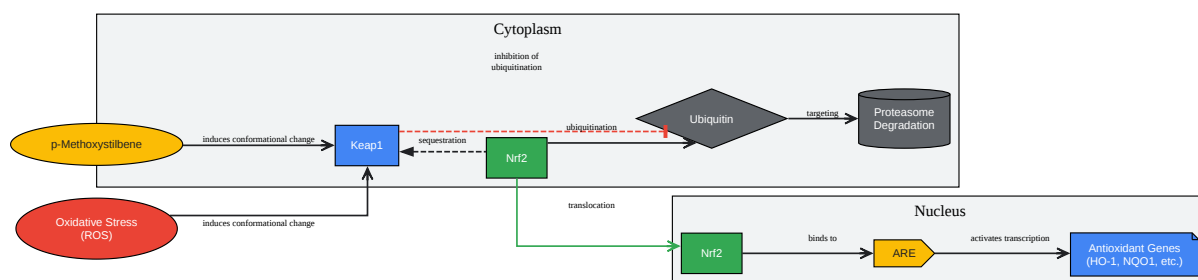 Cytoplasm
inhibition of
ubiquitination
p-Methoxystilbene
induces conformational change
Keap1
sequestration
Nrf2
ubiquitination
Ubiquitin
targeting
Proteasome
Degradation
Oxidative Stress
(ROS)
induces conformational change
translocation
Nucleus
Nrf2
binds to
ARE
activates transcription
Antioxidant Genes
(HO-1, NQO1, etc.)